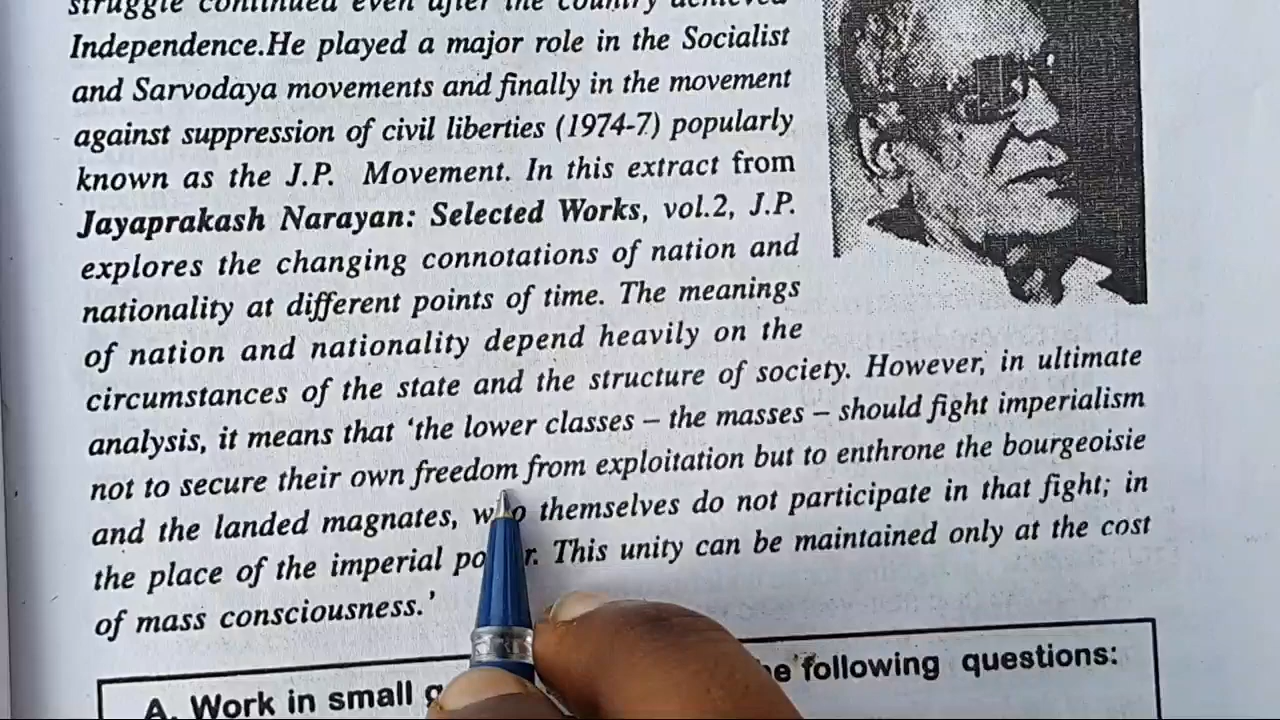 struggle continued even after the country achieved
Independence.He played a major role in the Socialist
and Sarvodaya movements and finally in the movement
against suppression of civil liberties (1974-7) popularly
known as the J.P. Movement. In this extract from
Jayaprakash Narayan: Selected Works, vol.2, J.P.
explores the changing connotations of nation and
nationality at different points of time. The meanings
of nation and nationality depend heavily on the
circumstances of the state and the structure of society. However, in ultimate
analysis, it means that ‘the lower classes – the masses – should fight imperialism
not to secure their own freedom from exploitation but to enthrone the bourgeoisie
and the landed magnates, who themselves do not participate in that fight; in
the place of the imperial power. This unity can be maintained only at the cost
of mass consciousness.’
A. Work in small following questions: